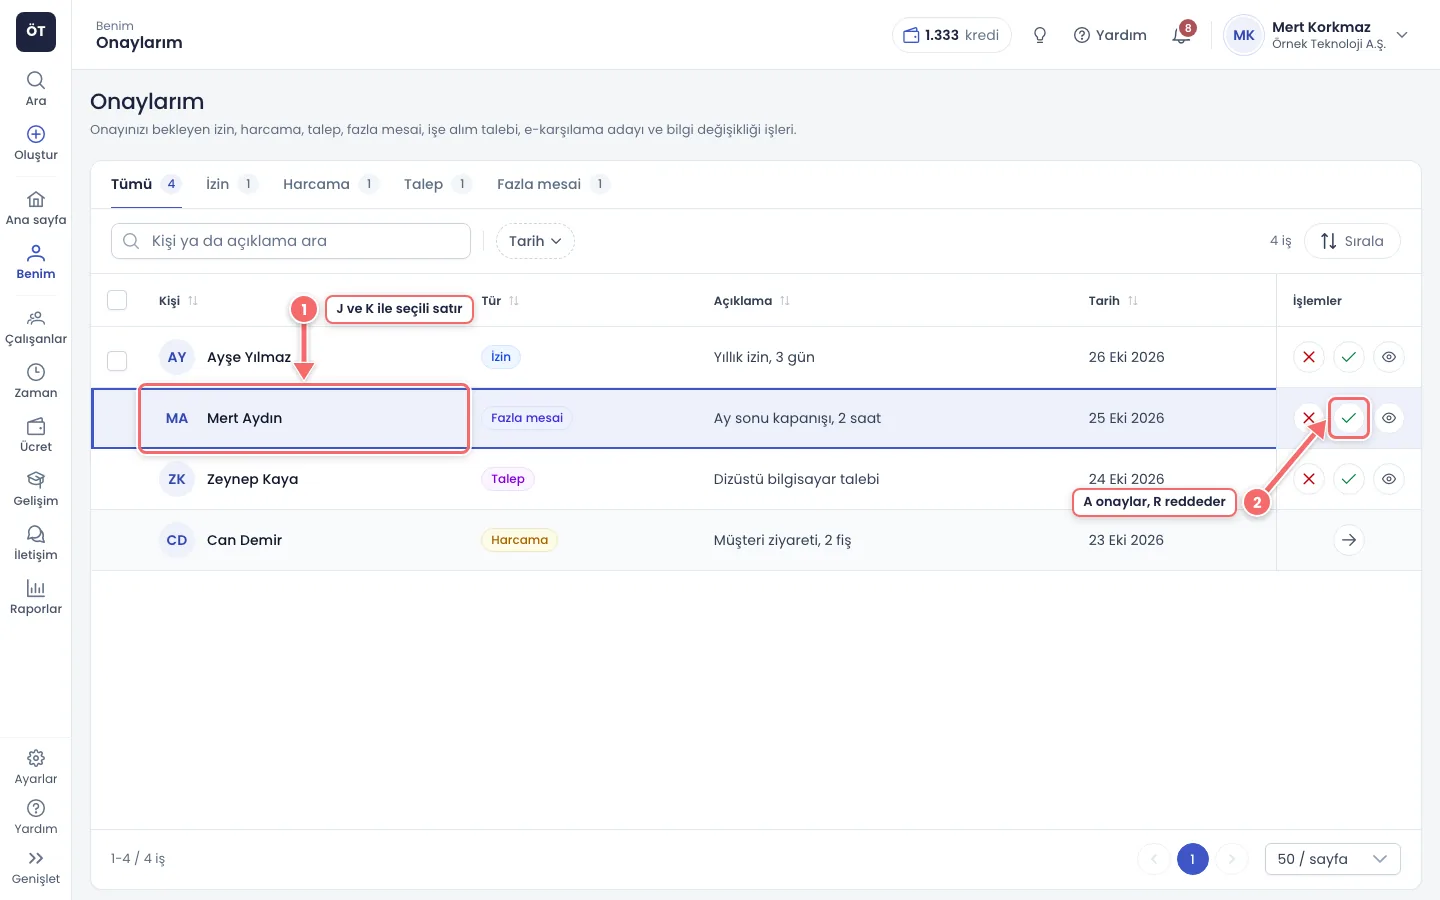 ÖT
Ara
Oluştur
Ana sayfa
Benim
Çalışanlar
Zaman
Ücret
Gelişim
İletişim
Raporlar
Ayarlar
Yardım
Genişlet
Benim
Onaylarım
1.333 kredi
Yardım
8
MK
Mert Korkmaz
Örnek Teknoloji A.Ş.
Onaylarım
Onayınızı bekleyen izin, harcama, talep, fazla mesai, işe alım talebi, e-karşılama adayı ve bilgi değişikliği işleri.
Tümü 4 İzin 1 Harcama 1 Talep 1 Fazla mesai 1
Kişi ya da açıklama ara
Tarih
4 iş
Sırala
Kişi Tür Açıklama Tarih İşlemler
1 J ve K ile seçili satır
AY Ayşe Yılmaz İzin Yıllık izin, 3 gün 26 Eki 2026
MA Mert Aydın Fazla mesai Ay sonu kapanışı, 2 saat 25 Eki 2026
ZK Zeynep Kaya Talep Dizüstü bilgisayar talebi 24 Eki 2026
A onaylar, R reddeder 2
CD Can Demir Harcama Müşteri ziyareti, 2 fiş 23 Eki 2026
1-4 / 4 iş
1
50 / sayfa